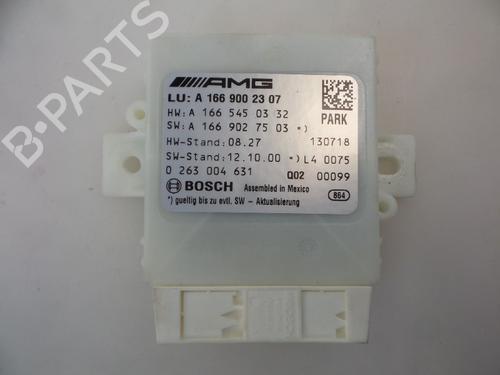 AMG
LU: A 166 900 23 07
HW: A 166 545 03 32
SW: A 166 902 75 03 *)
PARK
HW-Stand: 08.27 130718
SW-Stand: 12.10.00 *) L4 0075
0 263 004 631 Q02 00099
BOSCH Assembled in Mexico 864
*) gueltig bis zu evtl. SW - Aktualisierung
B-PARTS